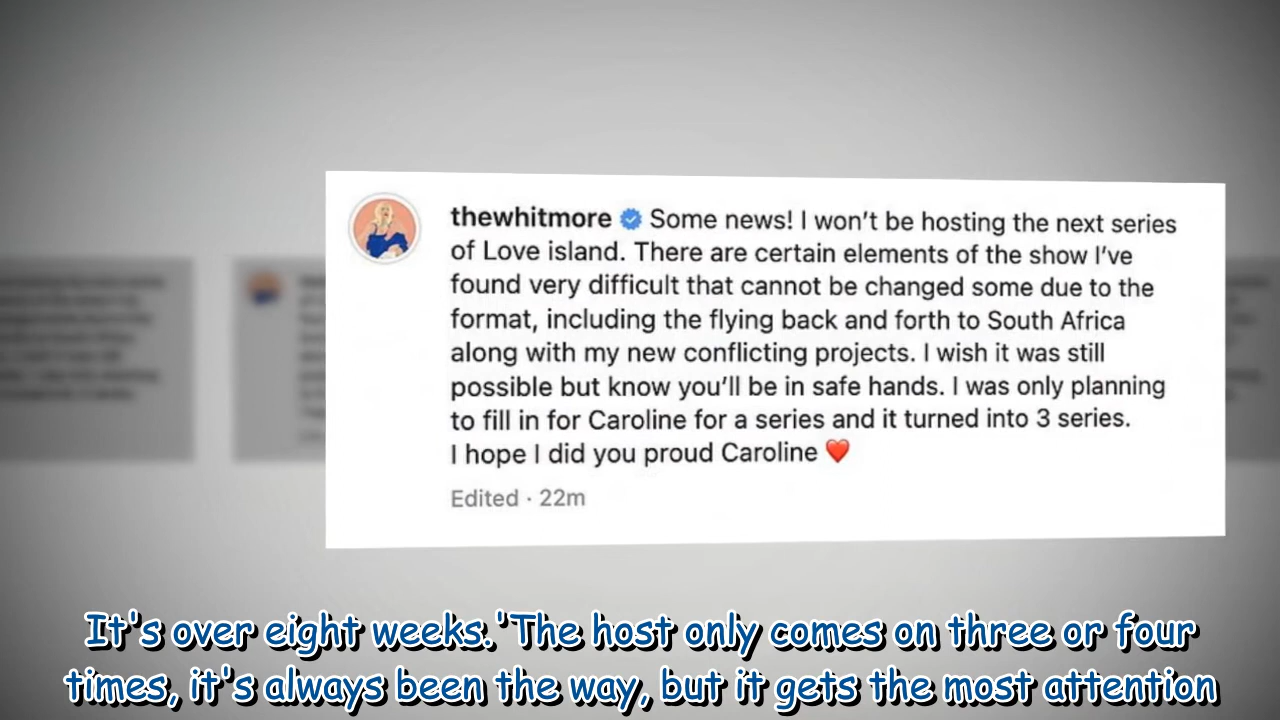 thewhitmore Some news! I won't be hosting the next series
of Love island. There are certain elements of the show I've
found very difficult that cannot be changed some due to the
format, including the flying back and forth to South Africa
along with my new conflicting projects. I wish it was still
possible but know you'll be in safe hands. I was only planning
to fill in for Caroline for a series and it turned into 3 series.
I hope I did you proud Caroline ❤️
Edited · 22m
It's over eight weeks.'The host only comes on three or four
times, it's always been the way, but it gets the most attention